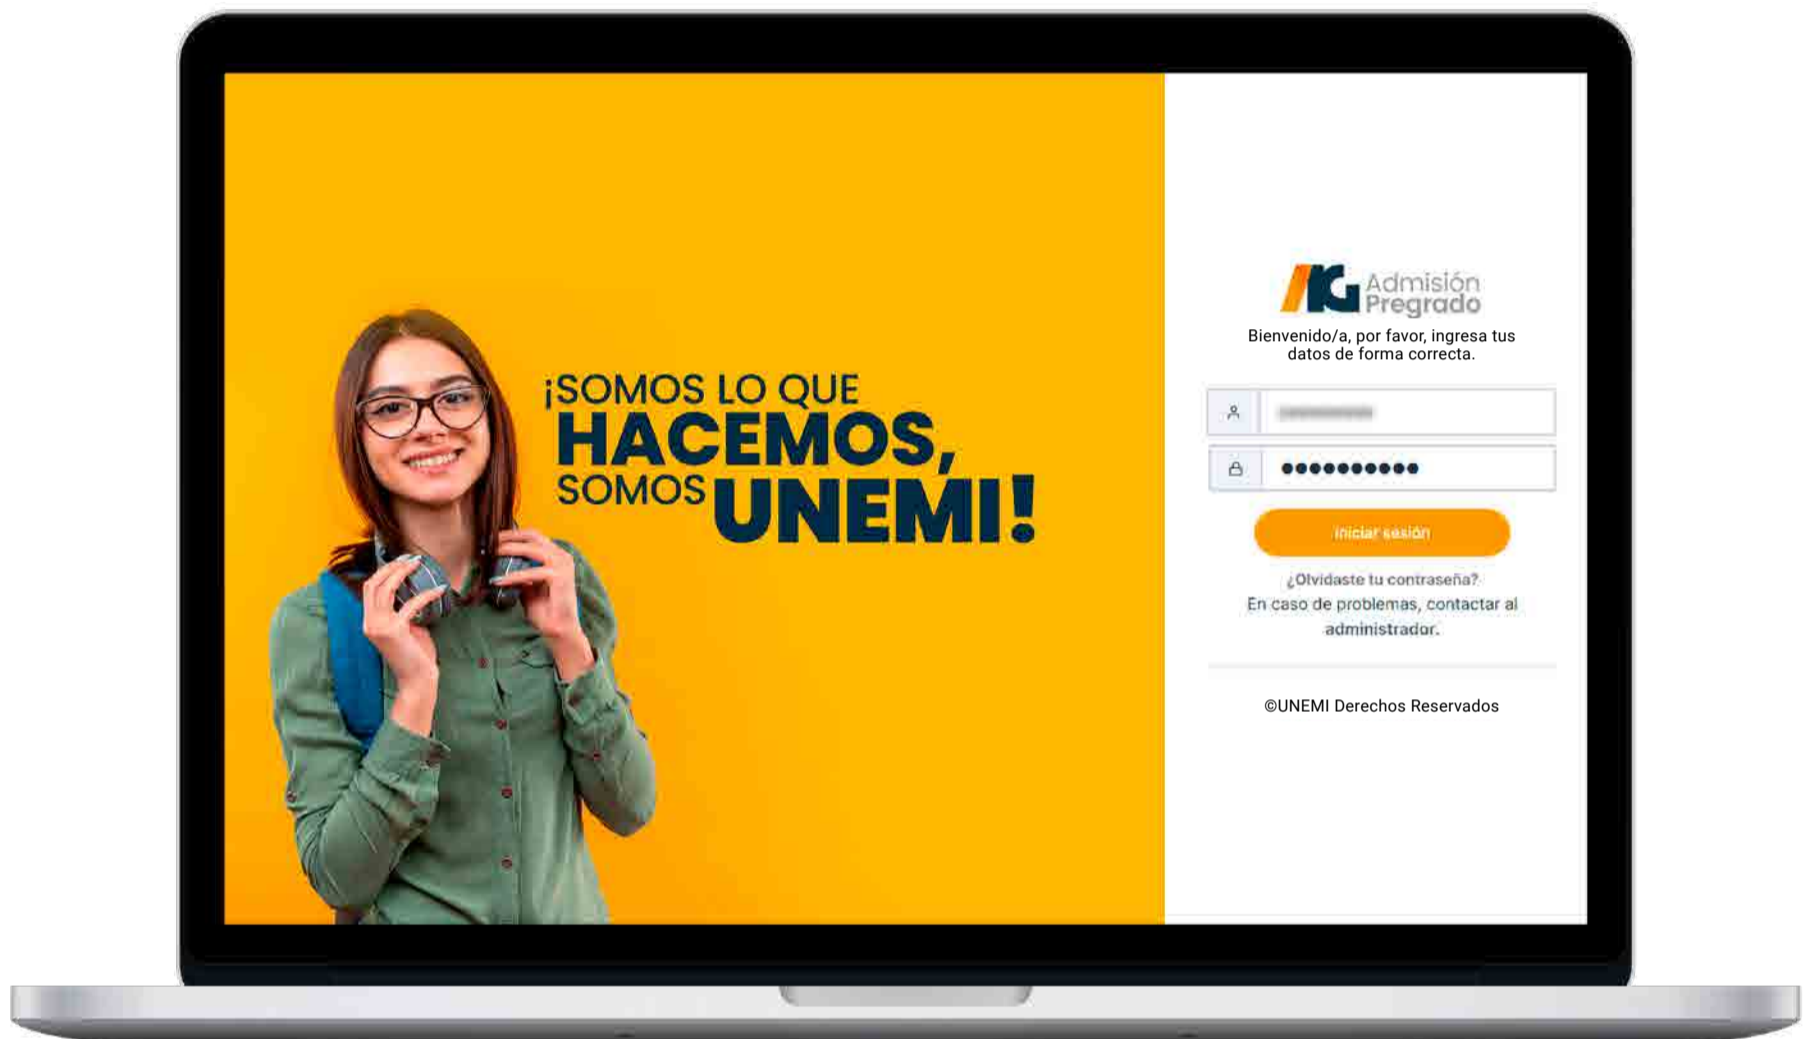 ¡SOMOS LO QUE
HACEMOS,
SOMOS UNEMI!
Admisión
Pregrado
Bienvenido/a, por favor, ingresa tus
datos de forma correcta.
Iniciar sesión
¿Olvidaste tu contraseña?
En caso de problemas, contactar al
administrador.
©UNEMI Derechos Reservados